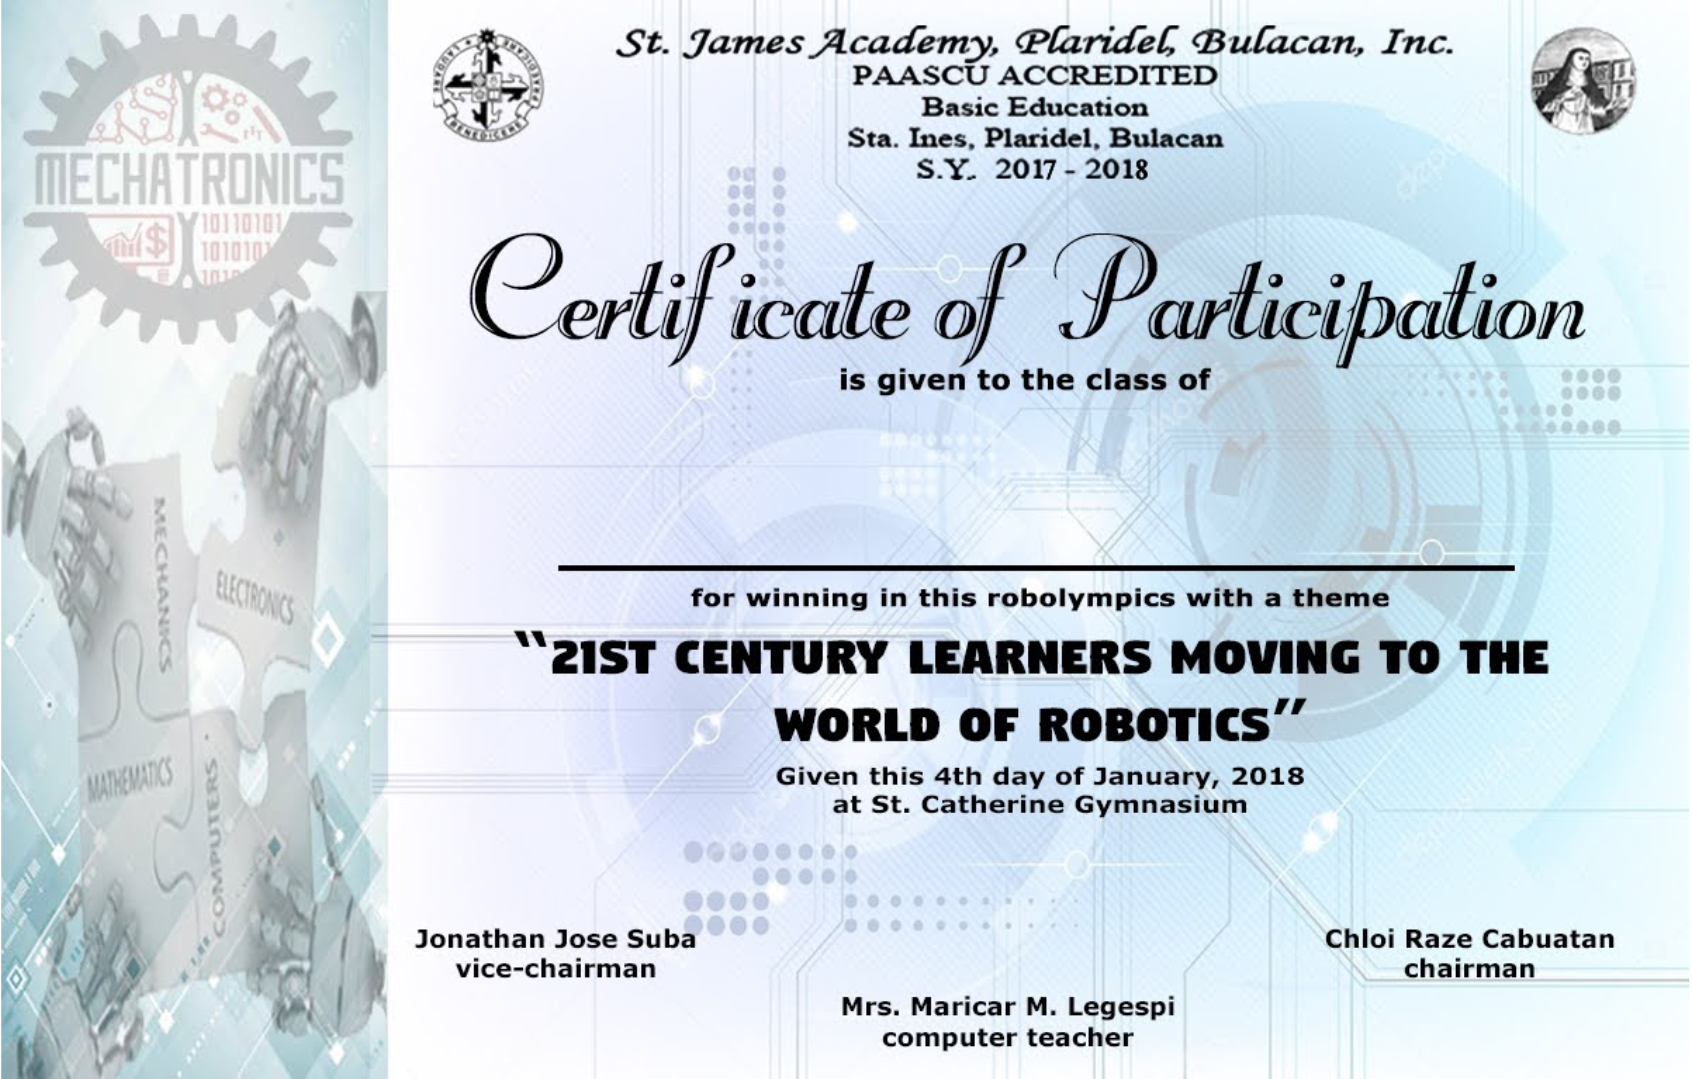 St. James Academy, Plaridel, Bulacan, Inc.
PAASCU ACCREDITED
Basic Education
Sta. Ines, Plaridel, Bulacan
S.Y. 2017 - 2018
Certificate of Participation
is given to the class of
for winning in this robolympics with a theme
"21ST CENTURY LEARNERS MOVING TO THE
WORLD OF ROBOTICS"
Given this 4th day of January, 2018
at St. Catherine Gymnasium
Jonathan Jose Suba
vice-chairman
Chloi Raze Cabuatan
chairman
Mrs. Maricar M. Legespi
computer teacher
MECHATRONICS
10110101
101010
MECHANICS
ELECTRONICS
MATHEMATICS
COMPUTERS
BENEDICERE